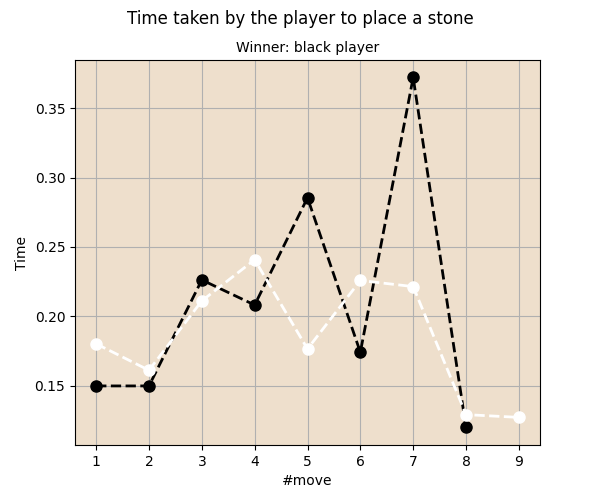 Time taken by the player to place a stone
Winner: black player
0.35
0.30
0.25
0.20
0.15
Time
1 2 3 4 5 6 7 8 9
#move